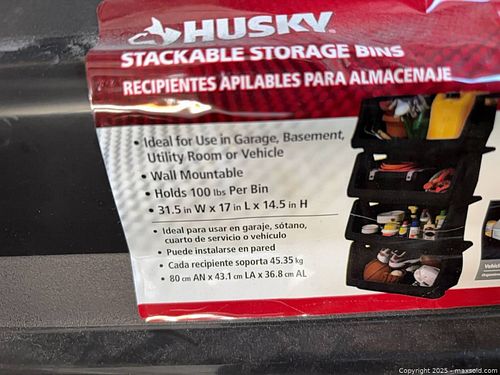 HUSKY
STACKABLE STORAGE BINS
RECIPIENTES APILABLES PARA ALMACENAJE
• Ideal for Use in Garage, Basement,
Utility Room or Vehicle
• Wall Mountable
• Holds 100 lbs Per Bin
• 31.5 in W x 17 in L x 14.5 in H
• Ideal para usar en garaje, sótano,
cuarto de servicio o vehículo
• Puede instalarse en pared
• Cada recipiente soporta 45.35 kg
• 80 cm AN x 43.1 cm LA x 36.8 cm AL
Copyright © 2025 - maxsold.com